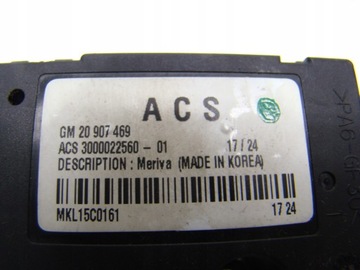 ACS
GM 20 907 469
ACS 3000022560 - 01 17 / 24
DESCRIPTION : Meriva (MADE IN KOREA)
MKL15C0161 17 24